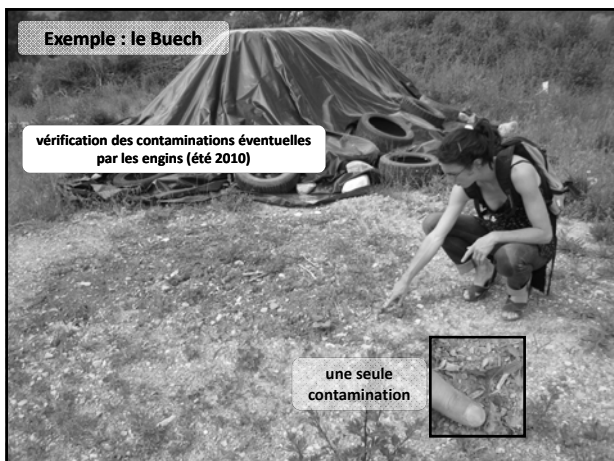 Exemple : le Buech
vérification des contaminations éventuelles
par les engins (été 2010)
une seule
contamination